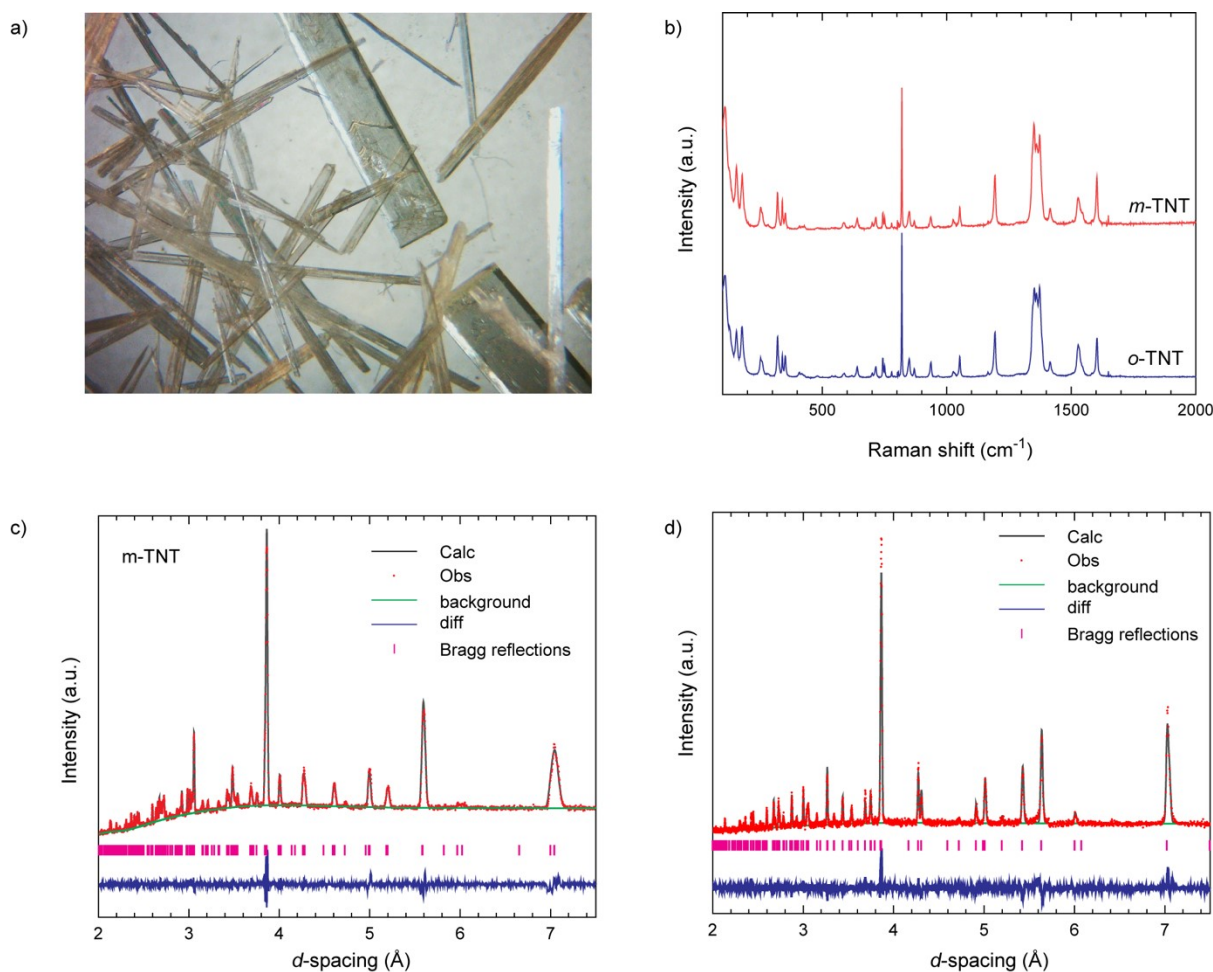 a)
b)
Intensity (a.u.)
m-TNT
o-TNT
500
1000
1500
2000
Raman shift (cm⁻¹)
c)
m-TNT
Calc
Obs
background
diff
Bragg reflections
Intensity (a.u.)
2
3
4
5
6
7
d-spacing (Å)
d)
Calc
Obs
background
diff
Bragg reflections
Intensity (a.u.)
2
3
4
5
6
7
d-spacing (Å)